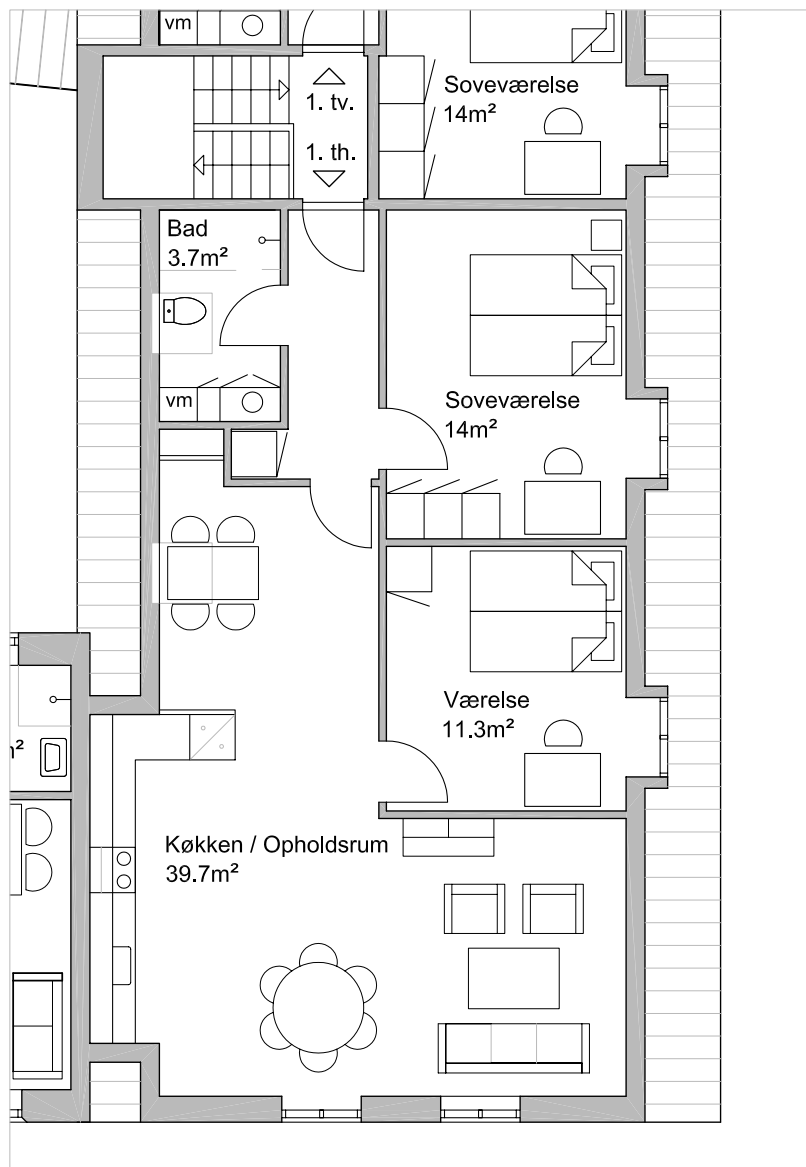 vm
Soveværelse
14m²
1. tv.
1. th.
Bad
3.7m²
vm
Soveværelse
14m²
Værelse
11.3m²
Køkken / Opholdsrum
39.7m²